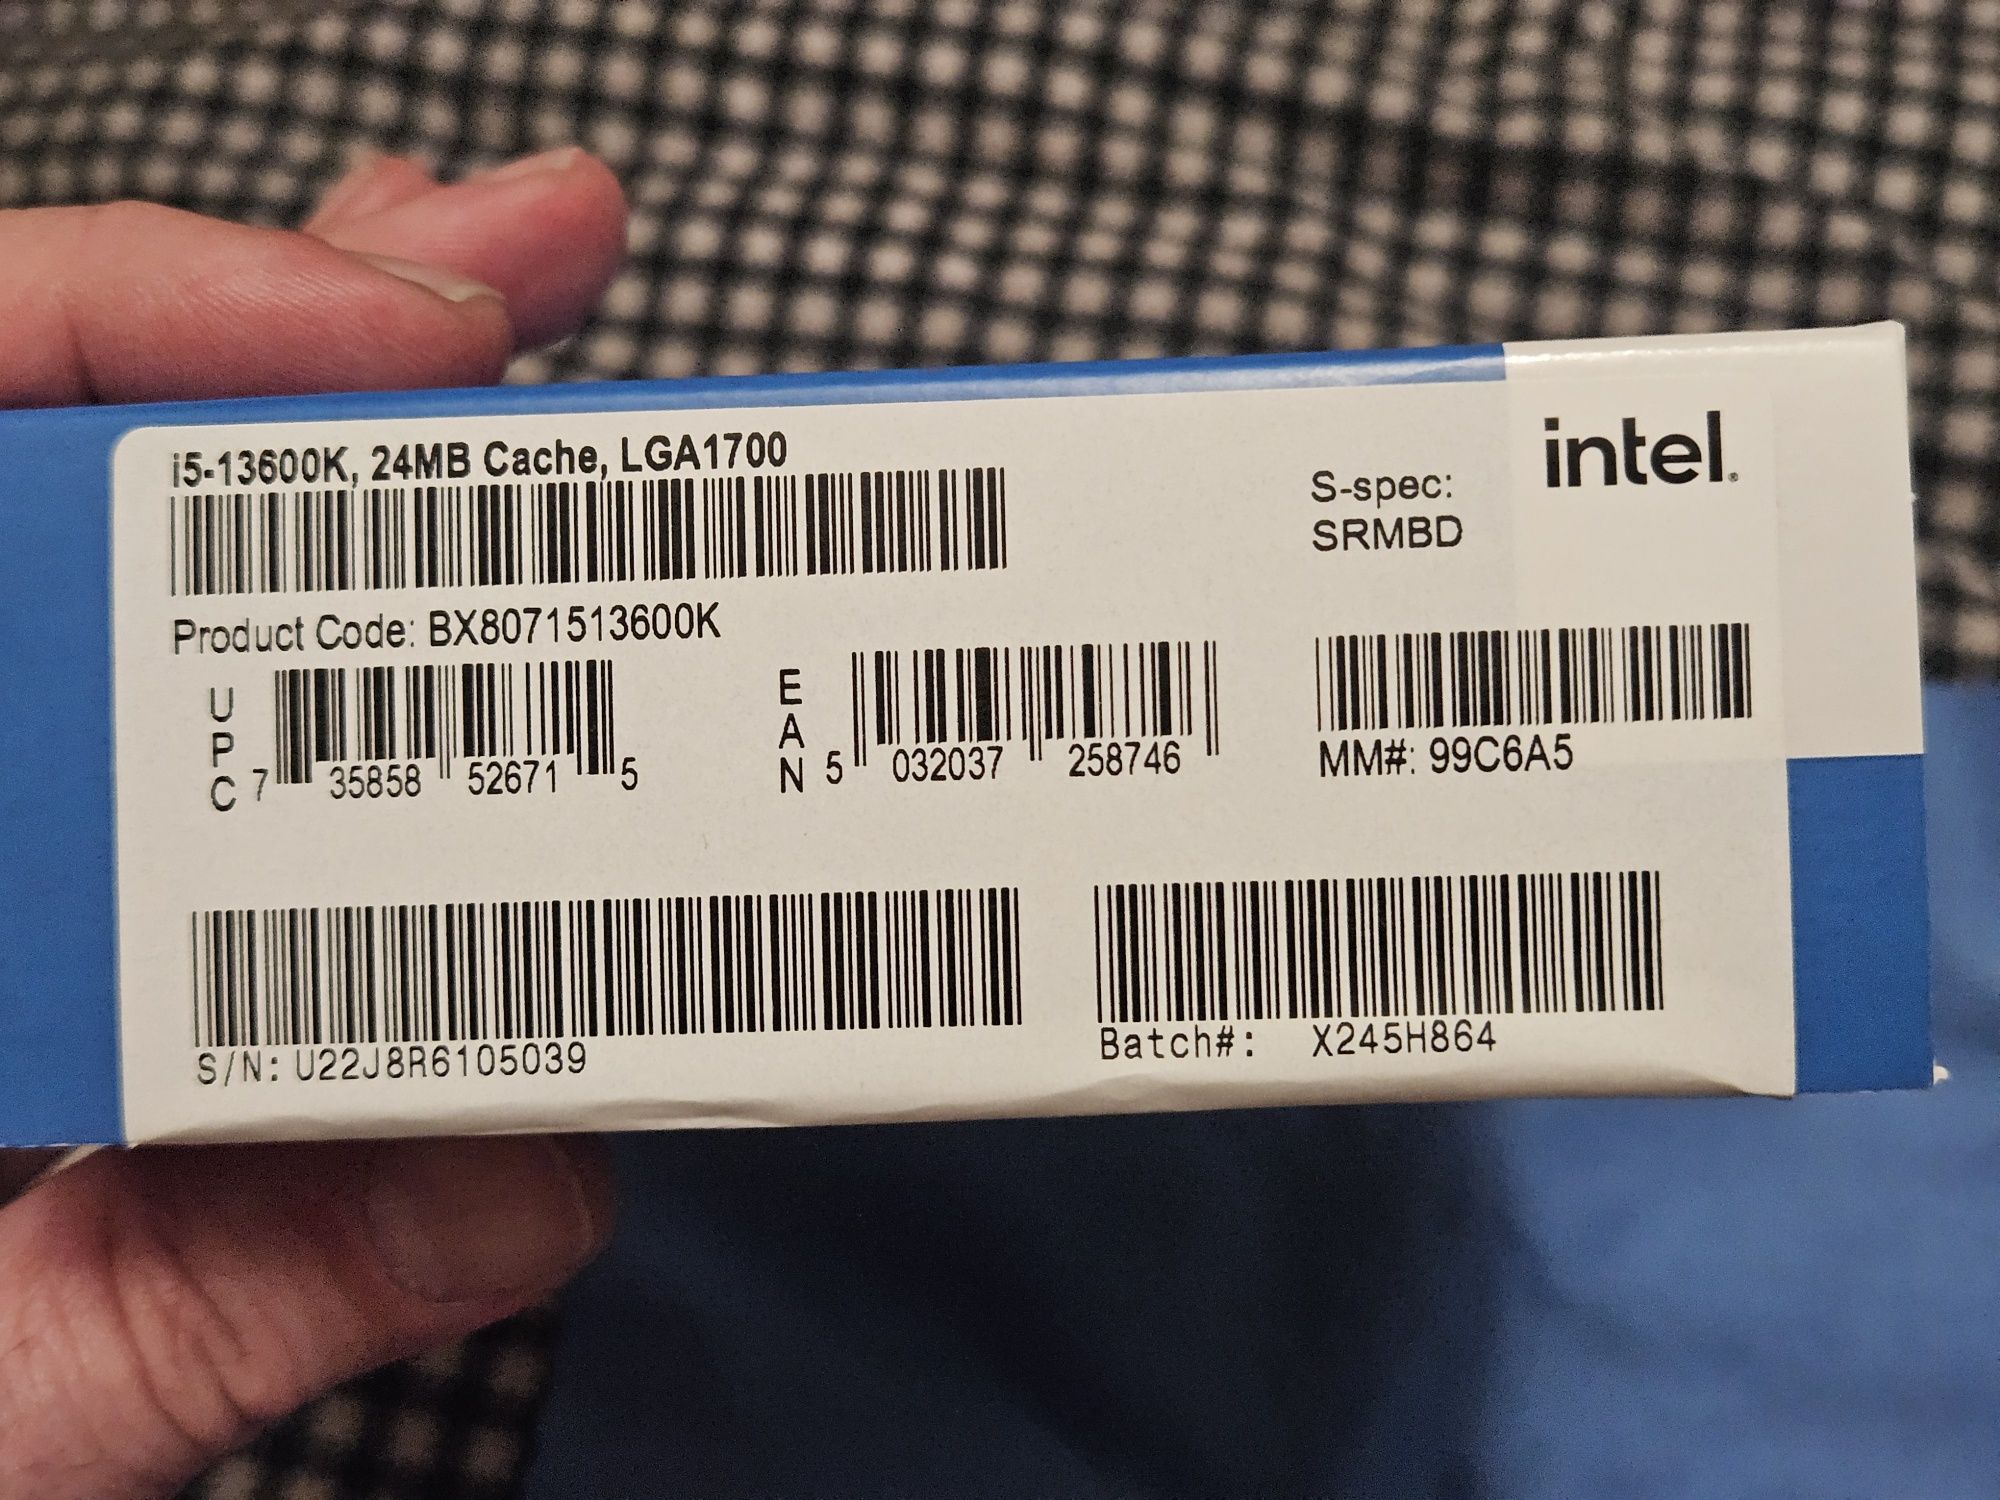 i5-13600K, 24MB Cache, LGA1700
intel.
S-spec:
SRMBD
Product Code: BX8071513600K
UPC 7 35858 52671 5
EAN 5 032037 258746
MM#: 99C6A5
S/N: U22J8R6105039
Batch#: X245H864